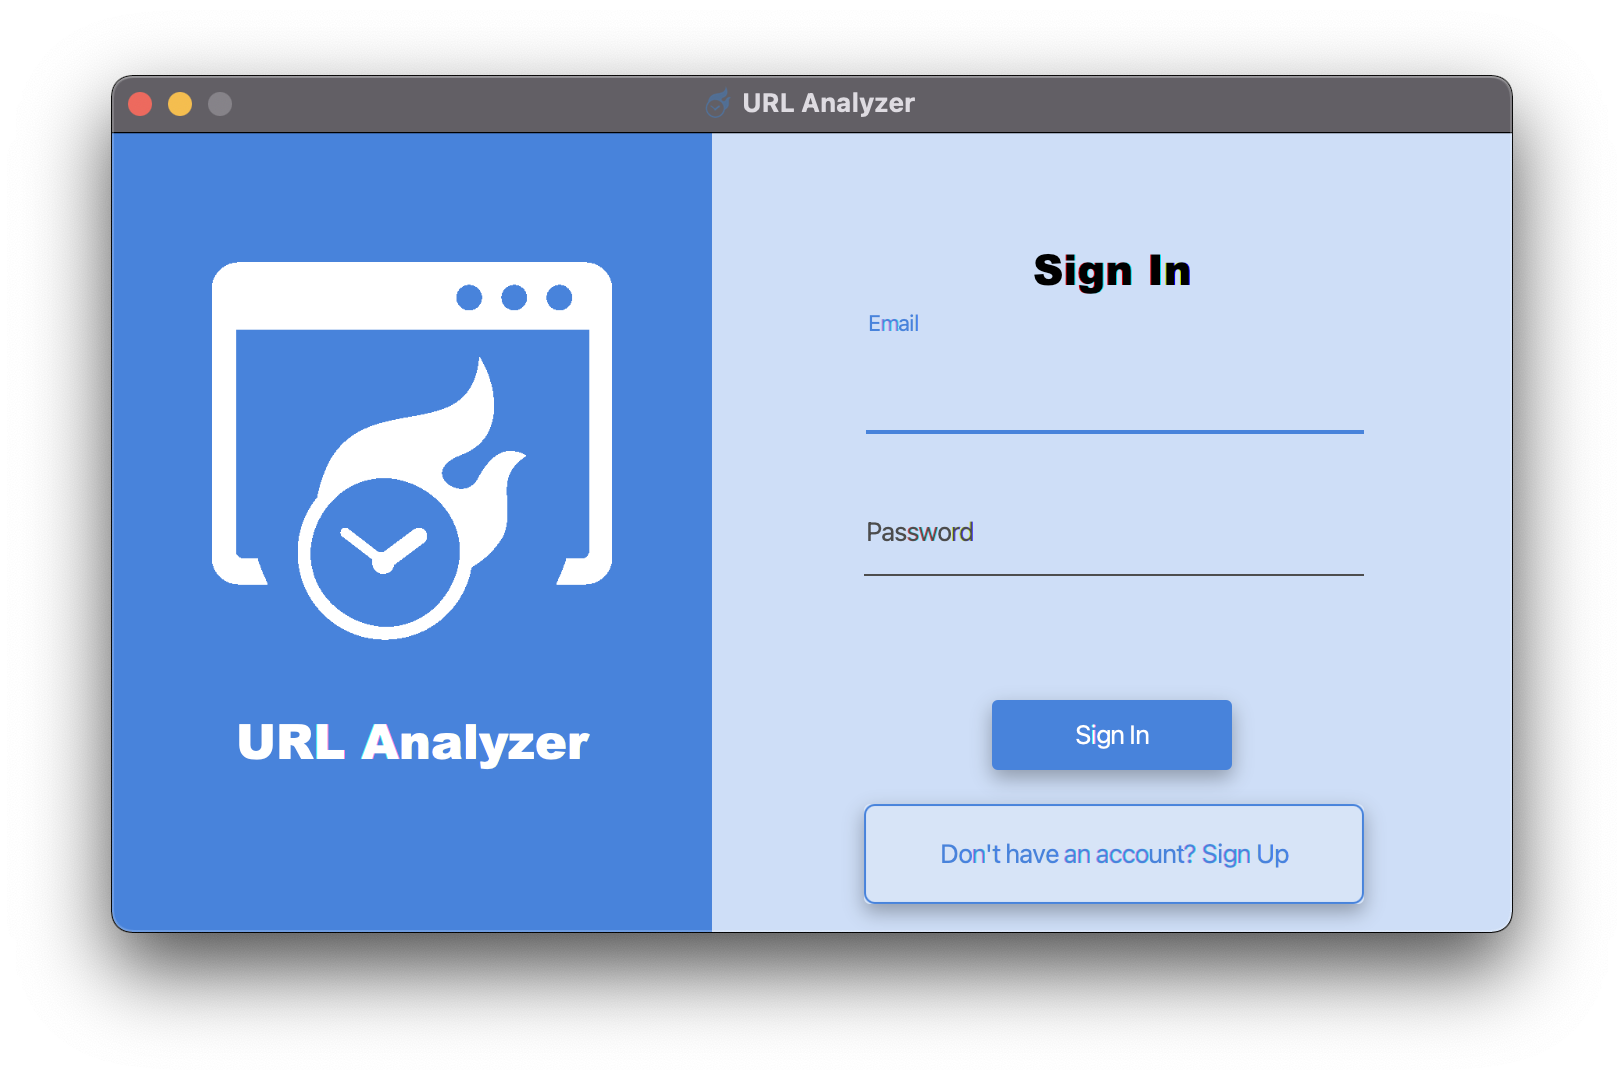 URL Analyzer
URL Analyzer
Sign In
Email
Password
Sign In
Don't have an account? Sign Up